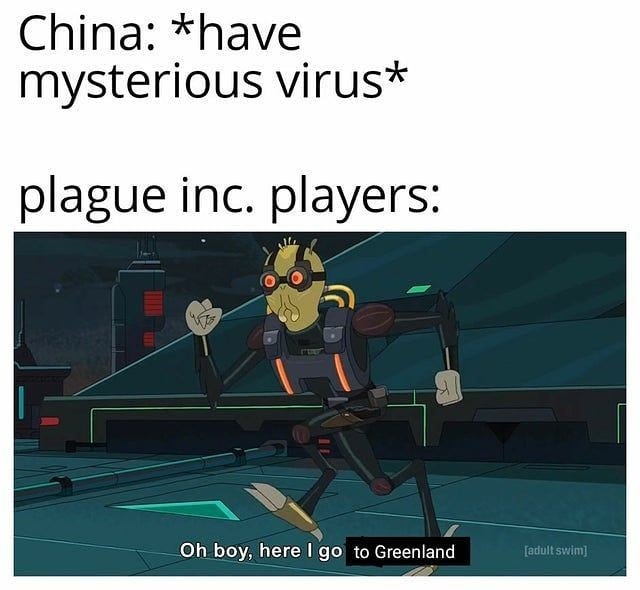 China: *have
mysterious virus*
plague inc. players:
Oh boy, here I go to Greenland
[adult swim]